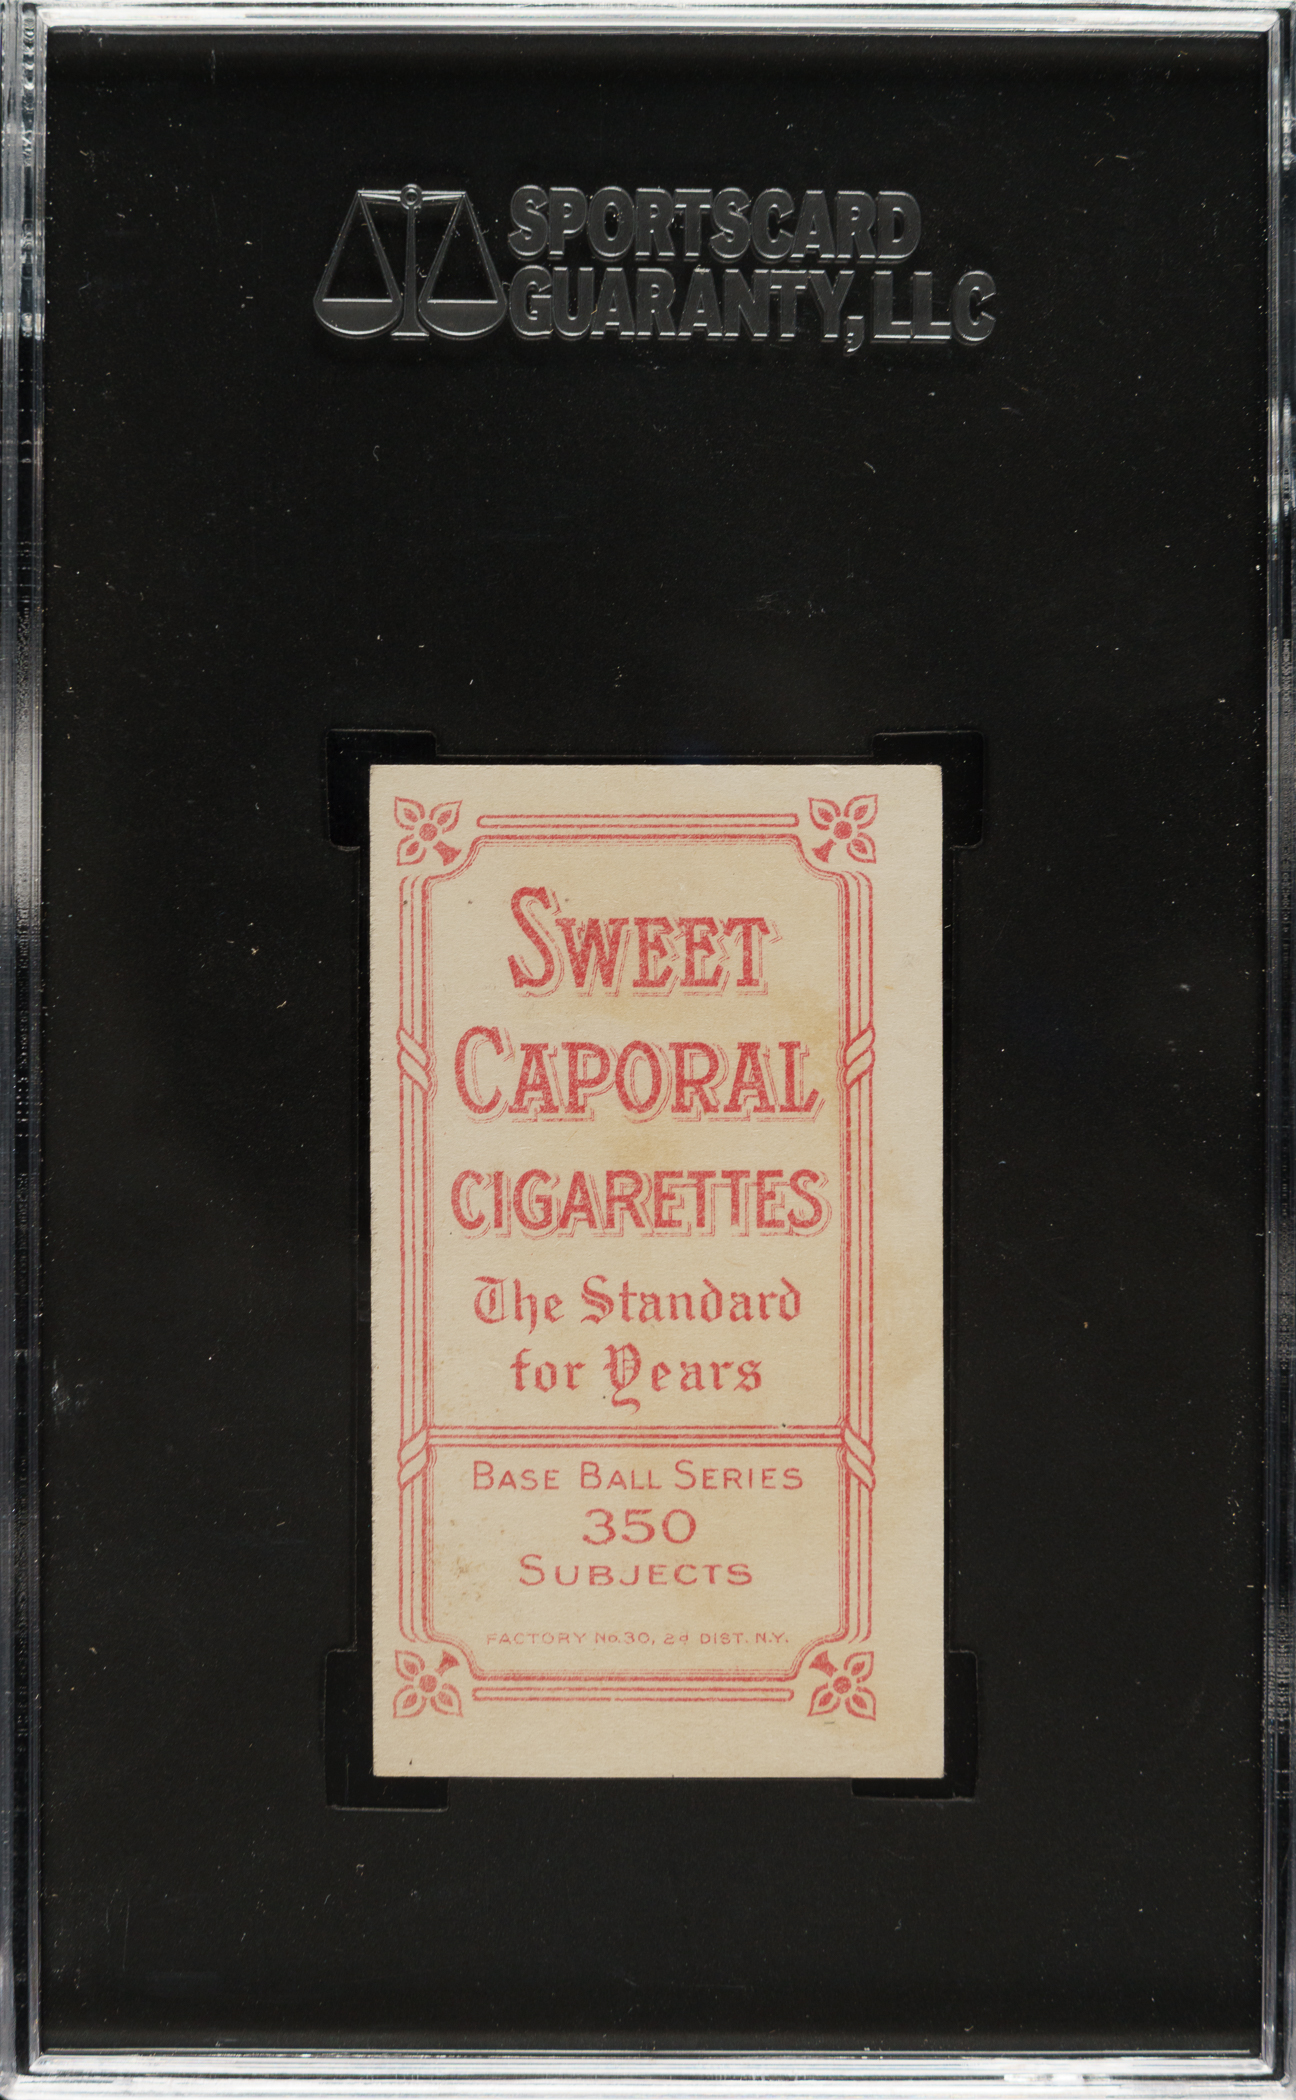 SPORTSCARD
GUARANTY, LLC
SWEET
CAPORAL
CIGARETTES
The Standard
for Years
BASE BALL SERIES
350
SUBJECTS
FACTORY No. 30, 2d DIST. N.Y.